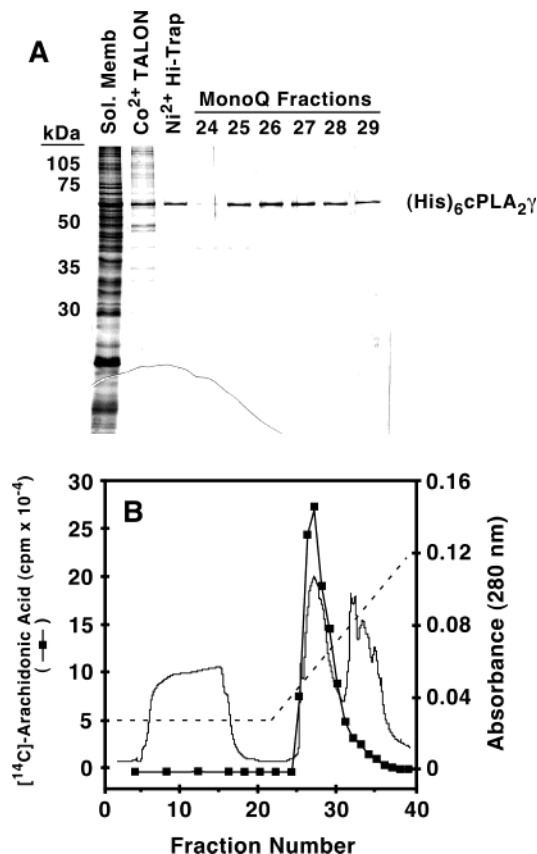 A
Sol. Memb
Co2+ TALON
Ni2+ Hi-Trap
MonoQ Fractions
24 25 26 27 28 29
kDa
105
75
50
35
30
(His)6cPLA2γ
B
[14C]-Arachidonic Acid (cpm x 10-4)
( )
30
25
20
15
10
5
0
0.16
0.12
0.08
0.04
0
Absorbance (280 nm)
0 10 20 30 40
Fraction Number